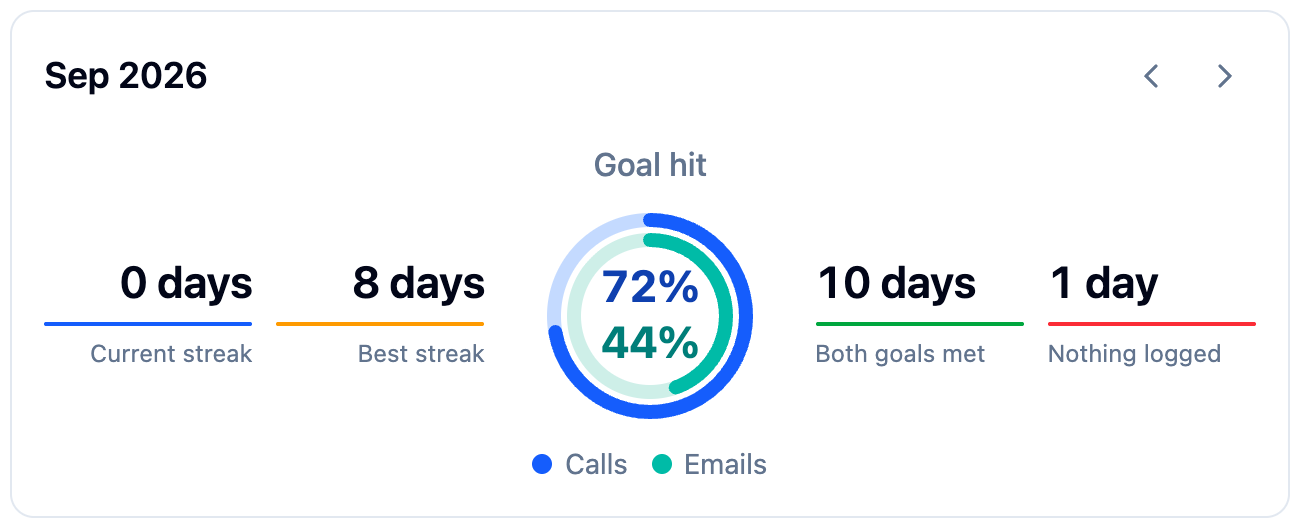 Sep 2026
Goal hit
0 days
Current streak
8 days
Best streak
72%
44%
10 days
Both goals met
1 day
Nothing logged
Calls
Emails